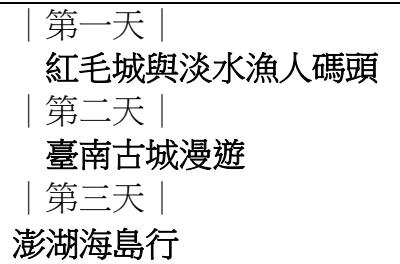 ｜第一天｜
紅毛城與淡水漁人碼頭
｜第二天｜
臺南古城漫遊
｜第三天｜
澎湖海島行